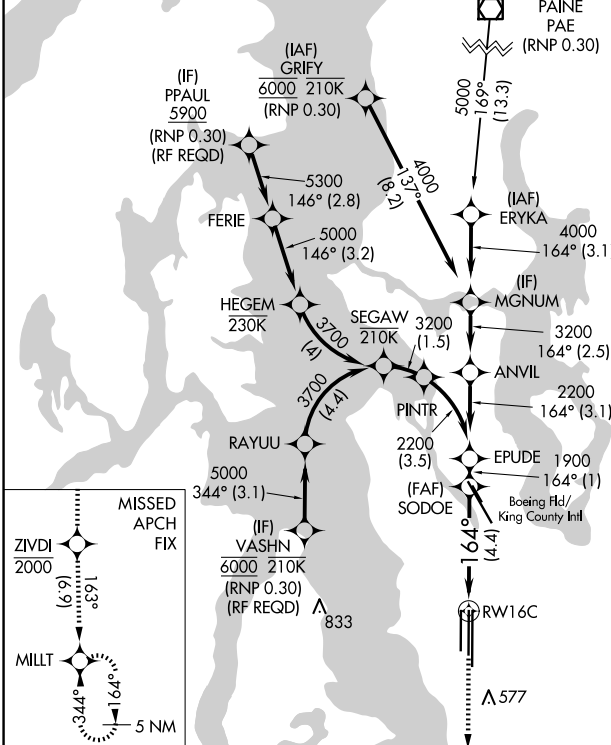 PAINE
PAE
(RNP 0.30)
5000
169°
(13.3)
(IAF)
GRIFY
6000 210K
(RNP 0.30)
(IF)
PPAUL
5900
(RNP 0.30)
(RF REQD)
5300
146° (2.8)
4000
137°
(8.2)
(IAF)
ERYKA
4000
164° (3.1
FERIE
5000
146° (3.2)
(IF)
MGNUM
HEGEM
230K
3700
(4)
SEGAW
210K
3200
(1.5)
3200
164° (2.5)
ANVIL
PINTR
3700
(4.4)
2200
164° (3.1)
RAYUU
2200
(3.5)
EPUDE
1900
164° (1)
5000
344° (3.1)
(FAF)
SODOE
Boeing Fld/
King County Intl
164°
(4.4)
(IF)
VASHN
6000 210K
(RNP 0.30)
(RF REQD)
833
RW16C
577
MISSED
APCH
FIX
ZIVDI
2000
163°
(6.9)
MILLT
344°
164°
5 NM